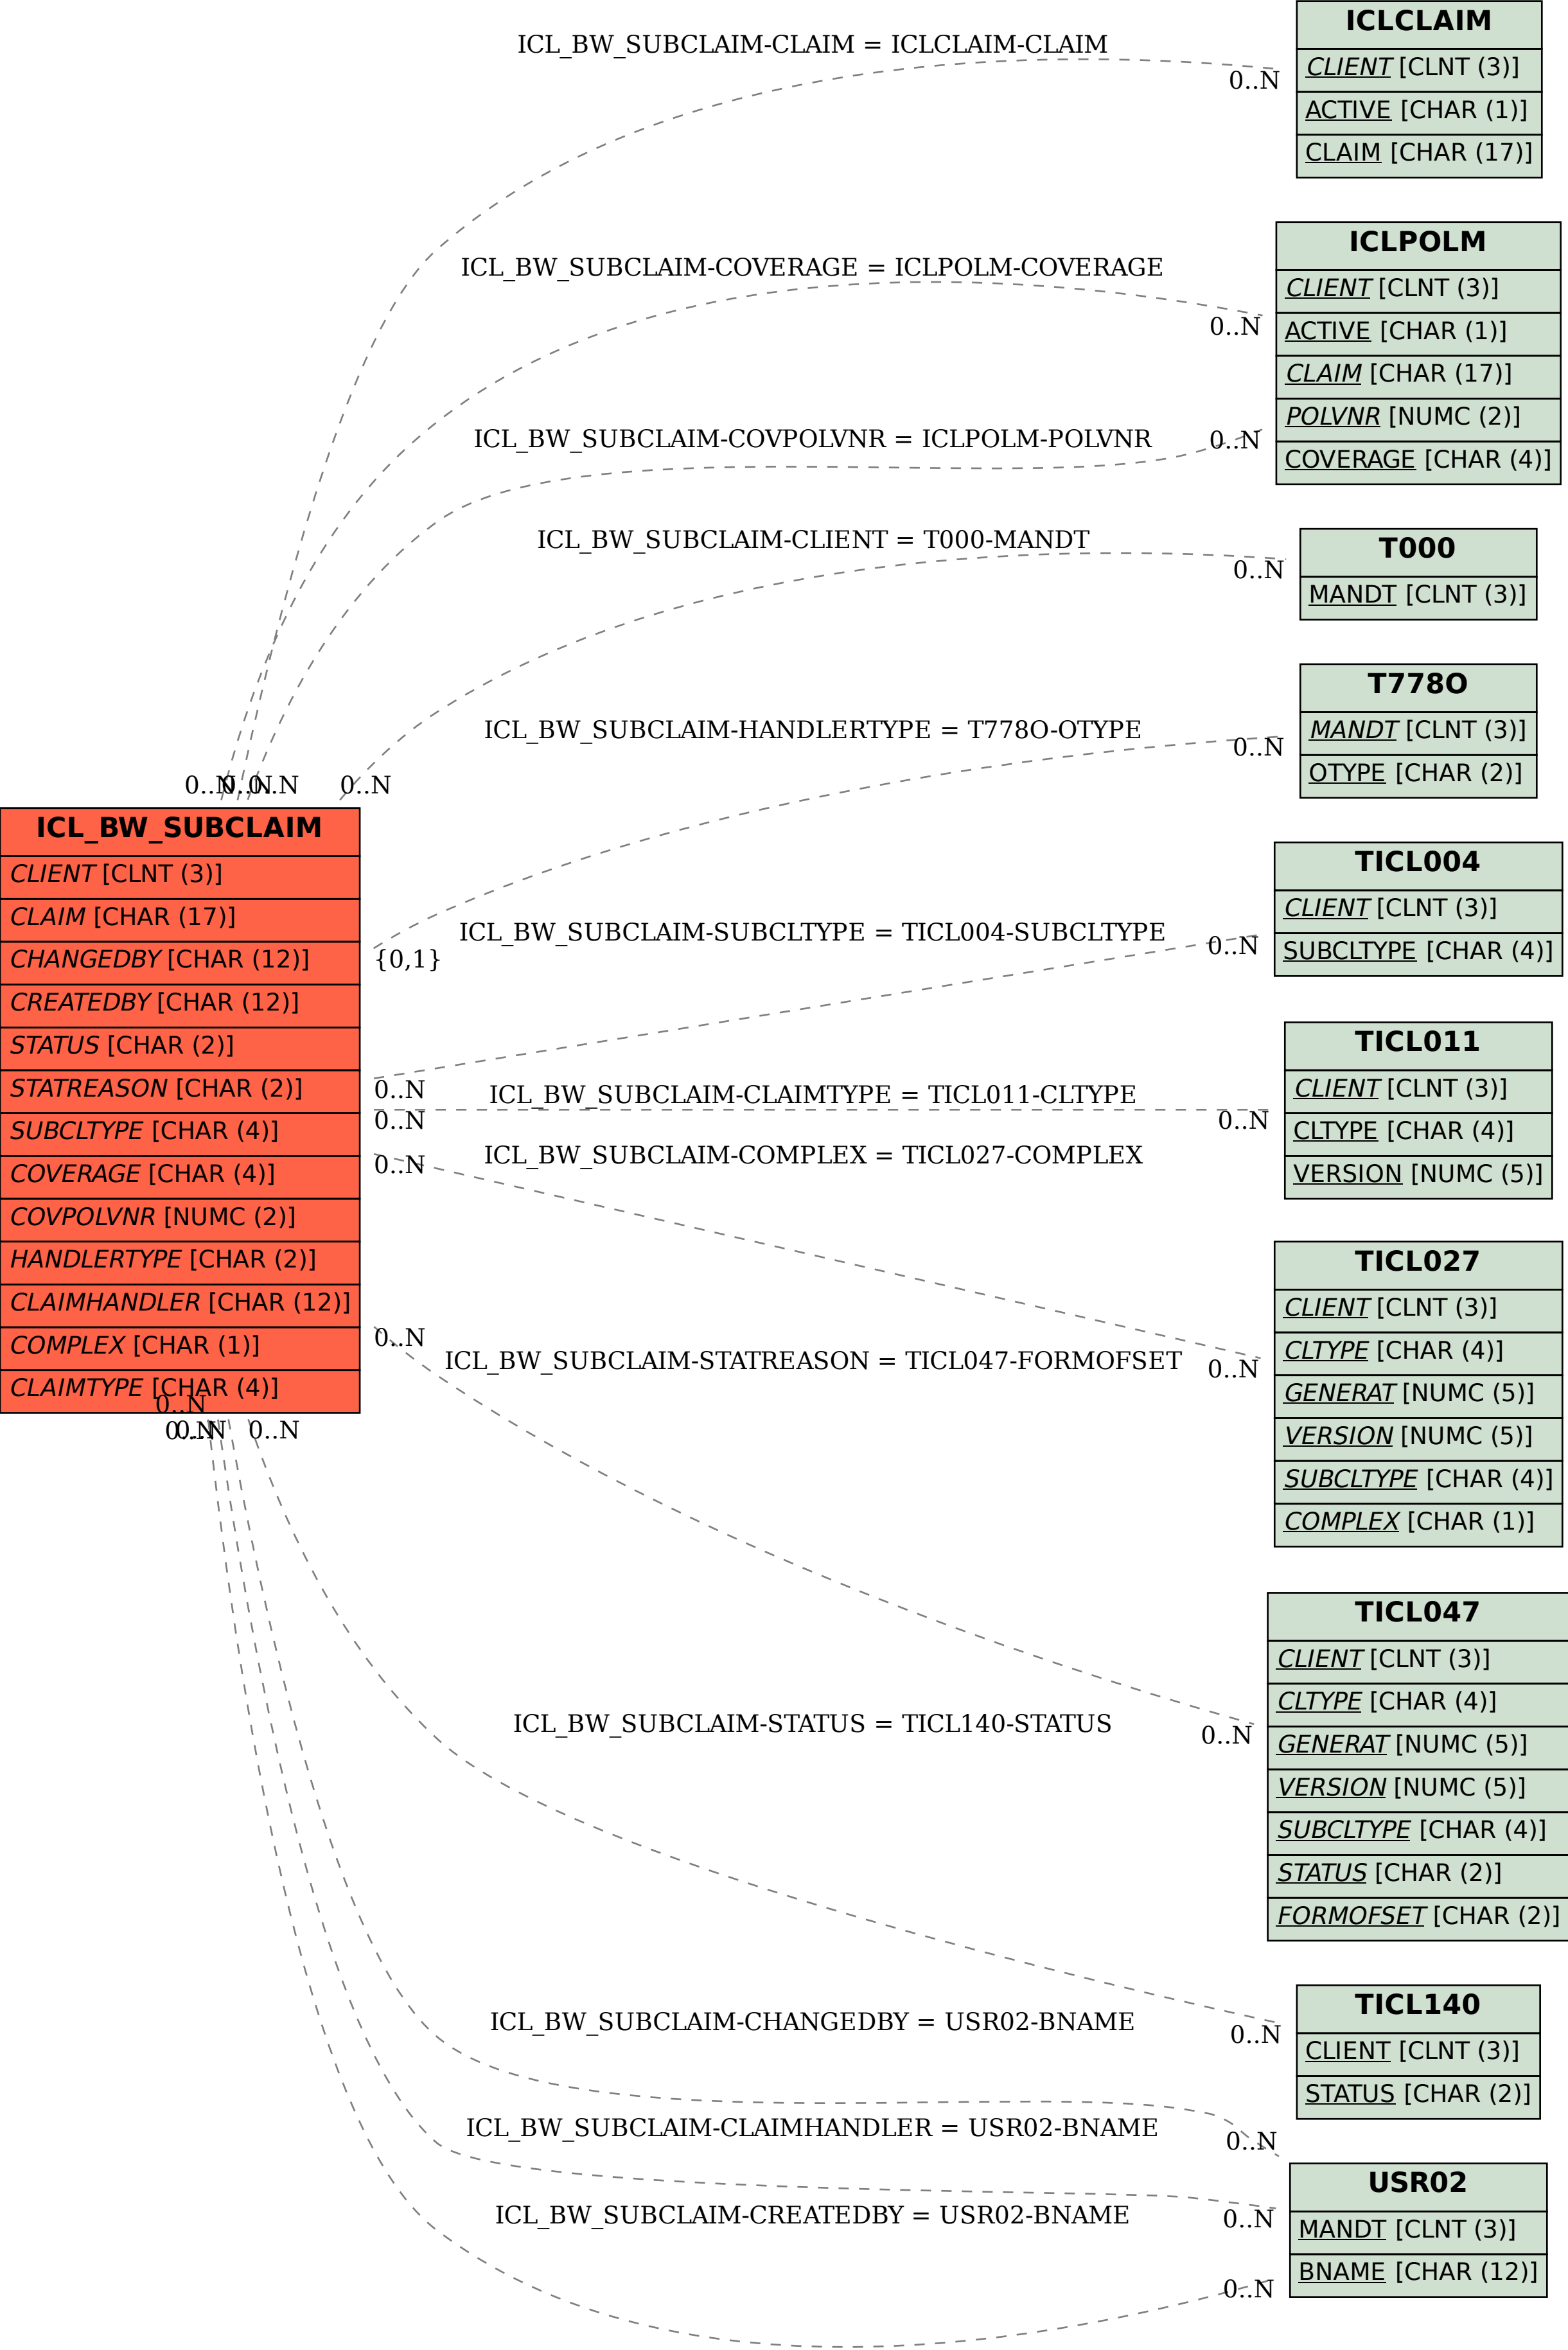 ICL_BW_SUBCLAIM-CLAIM = ICLCLAIM-CLAIM
0..N
ICLCLAIM
CLIENT [CLNT (3)]
ACTIVE [CHAR (1)]
CLAIM [CHAR (17)]
ICL_BW_SUBCLAIM-COVERAGE = ICLPOLM-COVERAGE
0..N
ICL_BW_SUBCLAIM-COVPOLVNR = ICLPOLM-POLVNR
0..N
ICLPOLM
CLIENT [CLNT (3)]
ACTIVE [CHAR (1)]
CLAIM [CHAR (17)]
POLVNR [NUMC (2)]
COVERAGE [CHAR (4)]
ICL_BW_SUBCLAIM-CLIENT = T000-MANDT
0..N
T000
MANDT [CLNT (3)]
ICL_BW_SUBCLAIM-HANDLERTYPE = T778O-OTYPE
0..N
T778O
MANDT [CLNT (3)]
OTYPE [CHAR (2)]
0..N
0..N
0..N
0..N
ICL_BW_SUBCLAIM
CLIENT [CLNT (3)]
CLAIM [CHAR (17)]
CHANGEDBY [CHAR (12)]
CREATEDBY [CHAR (12)]
STATUS [CHAR (2)]
STATREASON [CHAR (2)]
SUBCLTYPE [CHAR (4)]
COVERAGE [CHAR (4)]
COVPOLVNR [NUMC (2)]
HANDLERTYPE [CHAR (2)]
CLAIMHANDLER [CHAR (12)]
COMPLEX [CHAR (1)]
CLAIMTYPE [CHAR (4)]
0..N
0..N
0..N
0..N
{0,1}
0..N
0..N
0..N
0..N
ICL_BW_SUBCLAIM-SUBCLTYPE = TICL004-SUBCLTYPE
0..N
TICL004
CLIENT [CLNT (3)]
SUBCLTYPE [CHAR (4)]
ICL_BW_SUBCLAIM-CLAIMTYPE = TICL011-CLTYPE
0..N
TICL011
CLIENT [CLNT (3)]
CLTYPE [CHAR (4)]
VERSION [NUMC (5)]
ICL_BW_SUBCLAIM-COMPLEX = TICL027-COMPLEX
0..N
TICL027
CLIENT [CLNT (3)]
CLTYPE [CHAR (4)]
GENERAT [NUMC (5)]
VERSION [NUMC (5)]
SUBCLTYPE [CHAR (4)]
COMPLEX [CHAR (1)]
ICL_BW_SUBCLAIM-STATREASON = TICL047-FORMOFSET
0..N
TICL047
CLIENT [CLNT (3)]
CLTYPE [CHAR (4)]
GENERAT [NUMC (5)]
VERSION [NUMC (5)]
SUBCLTYPE [CHAR (4)]
STATUS [CHAR (2)]
FORMOFSET [CHAR (2)]
ICL_BW_SUBCLAIM-STATUS = TICL140-STATUS
0..N
TICL140
CLIENT [CLNT (3)]
STATUS [CHAR (2)]
ICL_BW_SUBCLAIM-CHANGEDBY = USR02-BNAME
0..N
ICL_BW_SUBCLAIM-CLAIMHANDLER = USR02-BNAME
0..N
ICL_BW_SUBCLAIM-CREATEDBY = USR02-BNAME
0..N
USR02
MANDT [CLNT (3)]
BNAME [CHAR (12)]